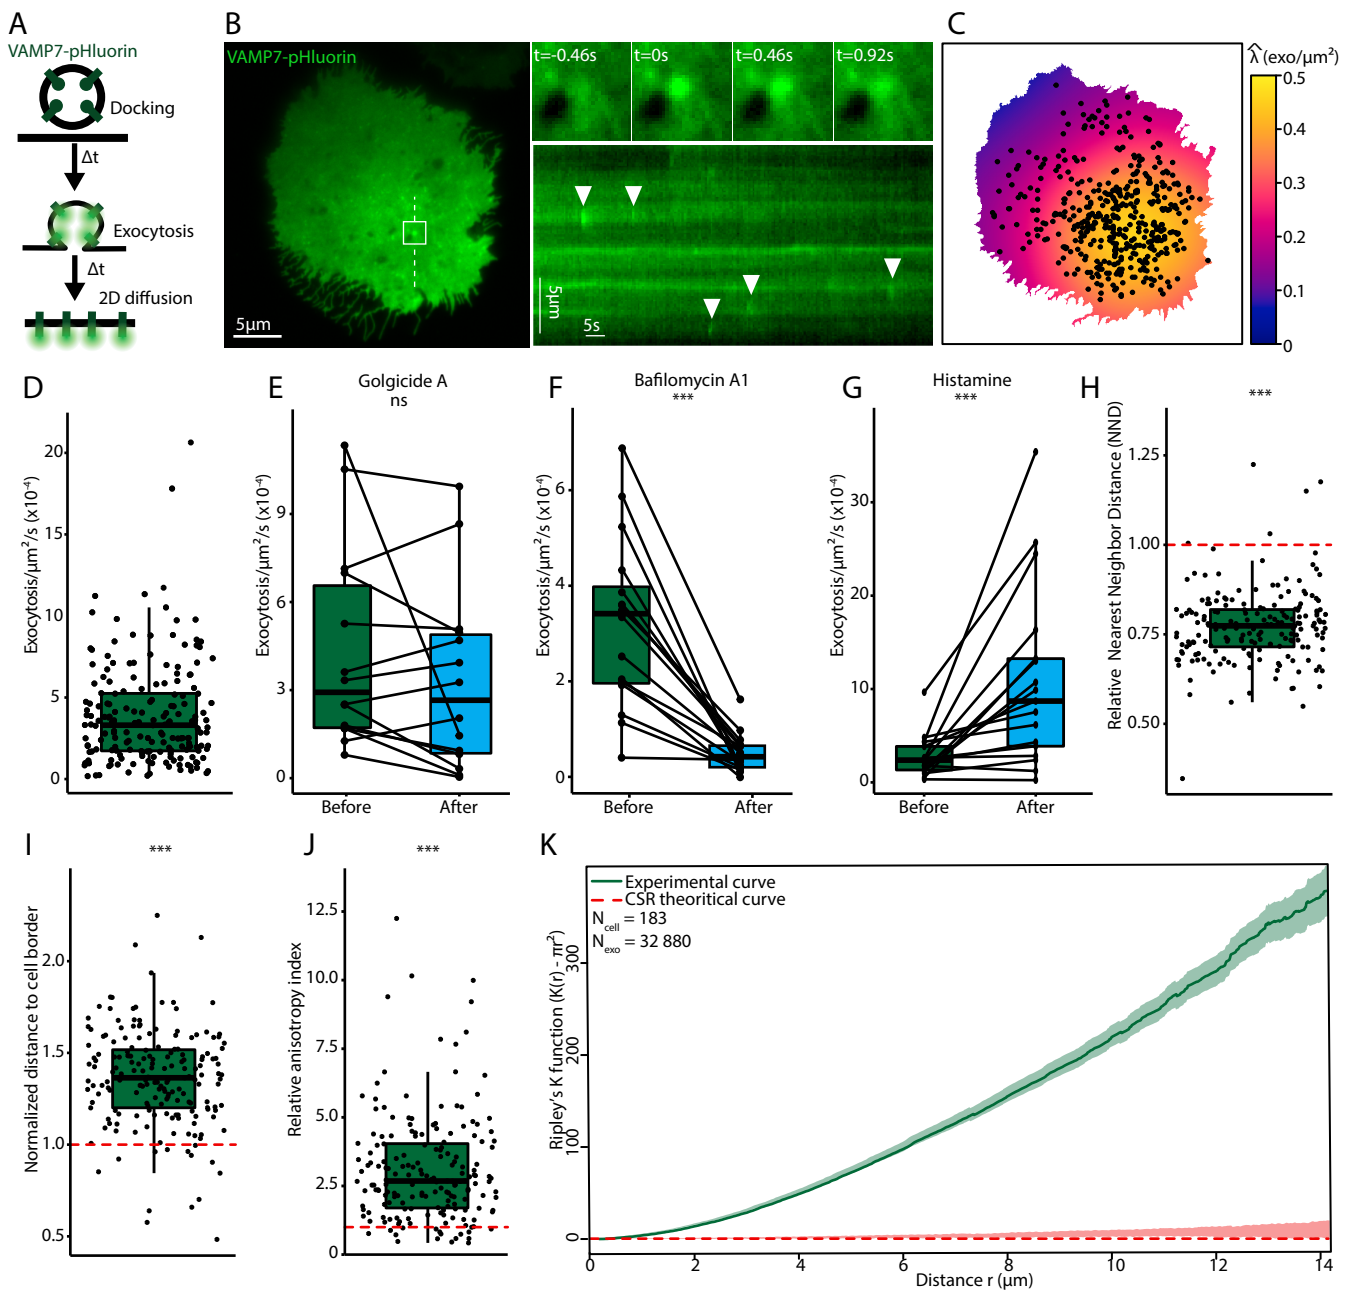 A
VAMP7-pHluorin
Docking
Δt
Exocytosis
Δt
2D diffusion
B
VAMP7-pHluorin
5µm
t=-0.46s
t=0s
t=0.46s
t=0.92s
5µm
5s
C
λ̂ (exo/µm²)
0.5
0.4
0.3
0.2
0.1
0
D
Exocytosis/µm²/s (x10⁻⁴)
20
15
10
5
0
E
Golgicide A
ns
Exocytosis/µm²/s (x10⁻⁴)
9
6
3
0
Before
After
F
Bafilomycin A1
***
Exocytosis/µm²/s (x10⁻⁴)
6
4
2
0
Before
After
G
Histamine
***
Exocytosis/µm²/s (x10⁻⁴)
30
20
10
0
Before
After
H
***
Relative Nearest Neighbor Distance (NND)
1.25
1.00
0.75
0.50
I
***
Normalized distance to cell border
2.0
1.5
1.0
0.5
J
***
Relative anisotropy index
12.5
10.0
7.5
5.0
2.5
0
K
Experimental curve
CSR theoritical curve
N_cell = 183
N_exo = 32 880
Ripley's K function (K(r) - πr²)
300
200
100
0
0
2
4
6
8
10
12
14
Distance r (µm)